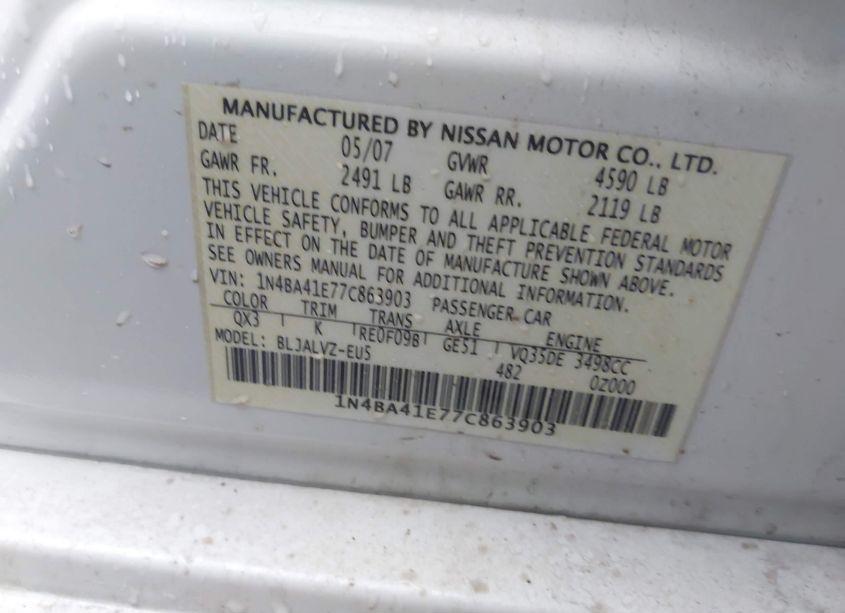 MANUFACTURED BY NISSAN MOTOR CO., LTD.
DATE 05/07 GVWR 4590 LB
GAWR FR. 2491 LB GAWR RR. 2119 LB
THIS VEHICLE CONFORMS TO ALL APPLICABLE FEDERAL MOTOR
VEHICLE SAFETY, BUMPER AND THEFT PREVENTION STANDARDS
IN EFFECT ON THE DATE OF MANUFACTURE SHOWN ABOVE.
SEE OWNERS MANUAL FOR ADDITIONAL INFORMATION.
VIN: 1N4BA41E77C863903 PASSENGER CAR
COLOR TRIM TRANS AXLE ENGINE
QX3 K RE0F09B GE51 VQ35DE 3498CC
MODEL: BLJALVZ-EU5 482 0Z000
1N4BA41E77C863903